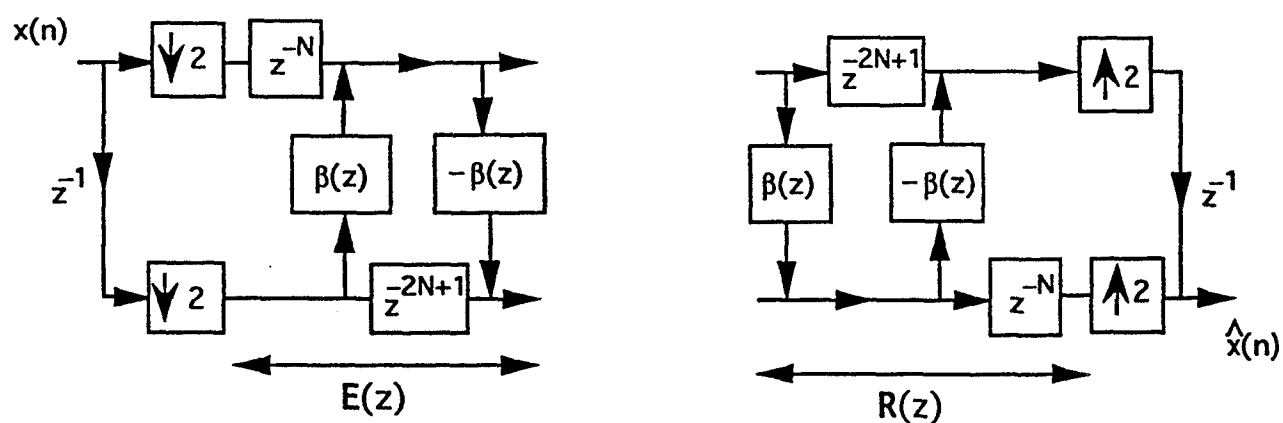 x(n)
↓2
z^-N
β(z)
-β(z)
z^-1
↓2
z^-2N+1
E(z)
z^-2N+1
↑2
β(z)
-β(z)
z^-1
z^-N
↑2
x̂(n)
R(z)